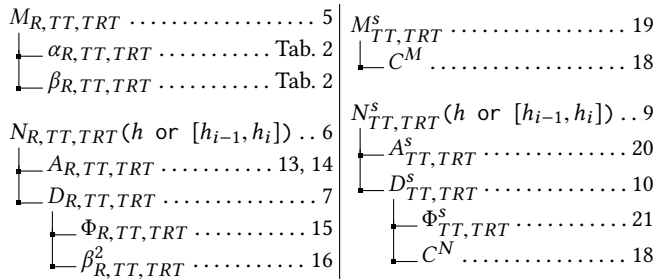 M_{R,TT,TRT} .................. 5
α_{R,TT,TRT} ............ Tab. 2
β_{R,TT,TRT} ............ Tab. 2
N_{R,TT,TRT}(h or [h_{i−1}, h_i]) .. 6
A_{R,TT,TRT} ............ 13, 14
D_{R,TT,TRT} ................ 7
Φ_{R,TT,TRT} ............. 15
β²_{R,TT,TRT} ............. 16
M^s_{TT,TRT} .................. 19
C^M ...................... 18
N^s_{TT,TRT}(h or [h_{i−1}, h_i]) .. 9
A^s_{TT,TRT} ................ 20
D^s_{TT,TRT} ................ 10
Φ^s_{TT,TRT} ............. 21
C^N ................... 18